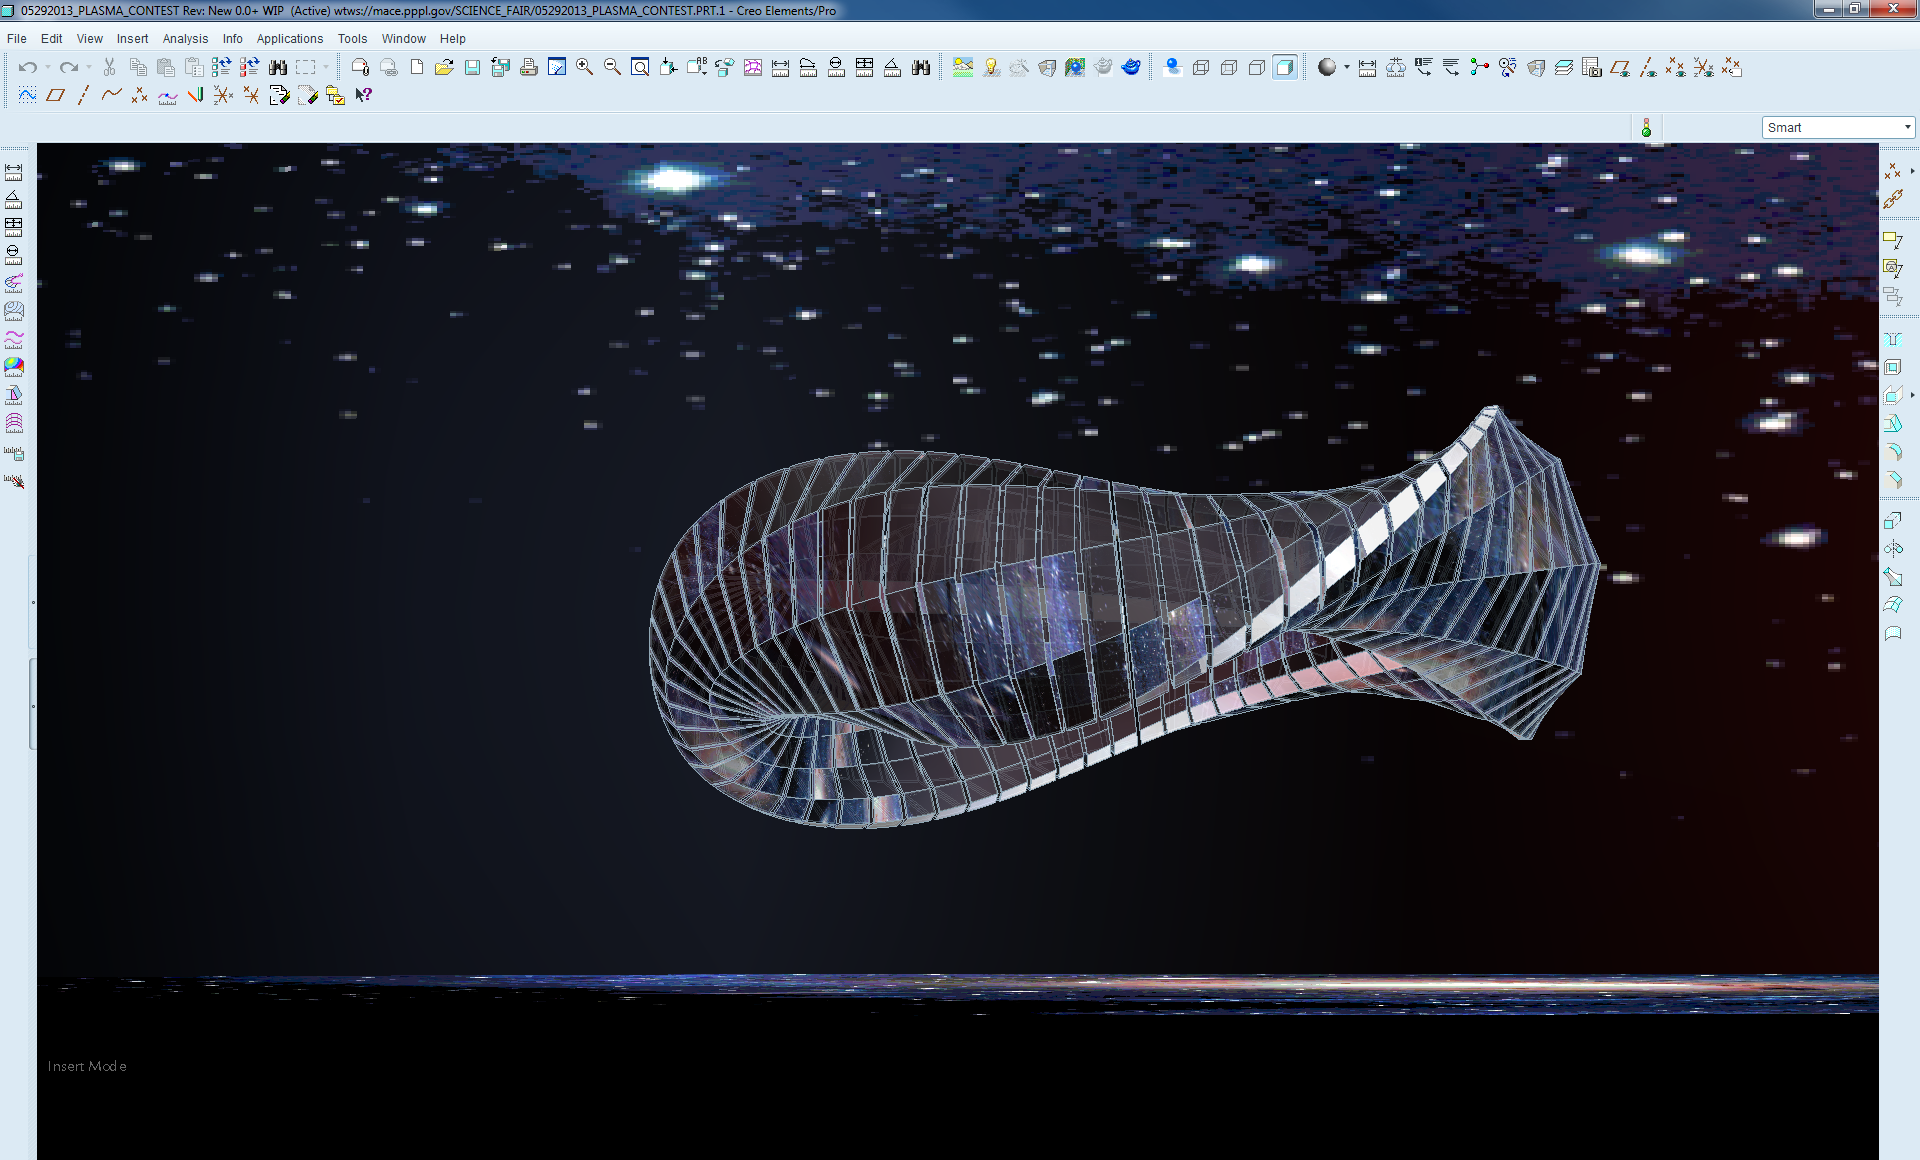 05292013_PLASMA_CONTEST Rev: New 0.0+ WIP (Active) wtws://mace.pppl.gov/SCIENCE_FAIR/05292013_PLASMA_CONTEST.PRT.1 - Creo Elements/Pro
File Edit View Insert Analysis Info Applications Tools Window Help
Smart
Insert Mode